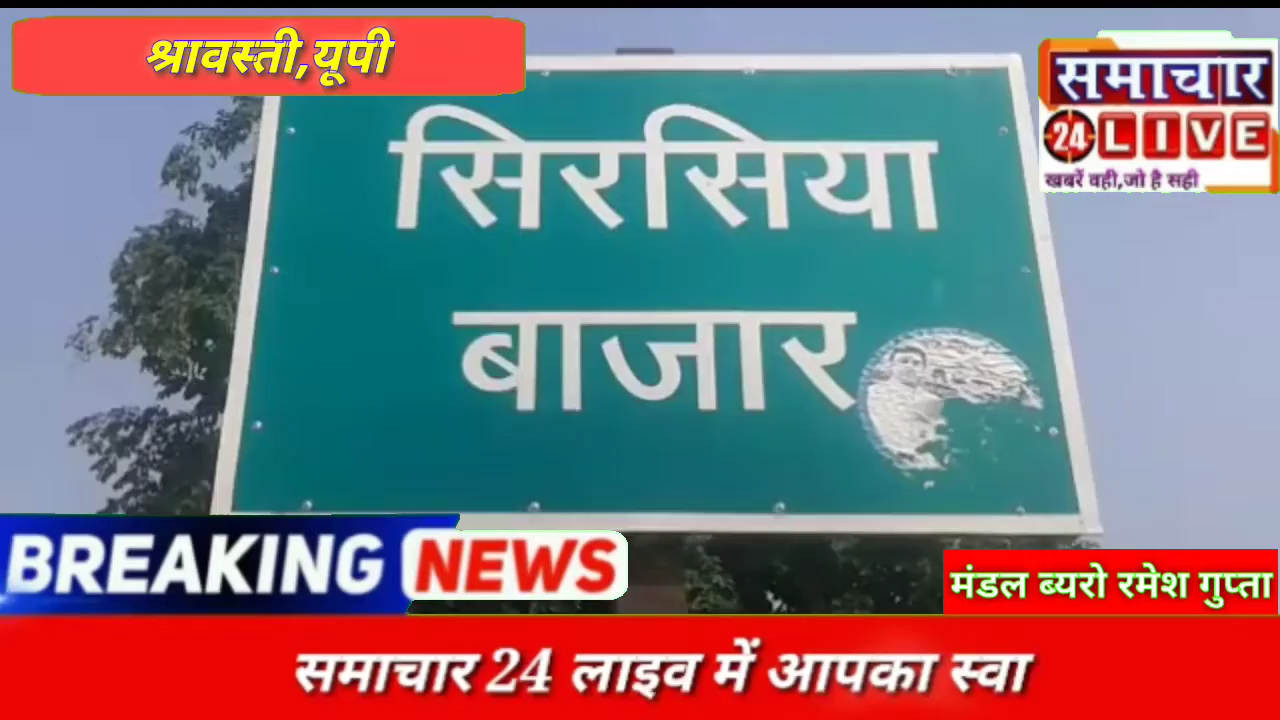 श्रावस्ती,यूपी
समाचार
24 LIVE
खबरें वही,जो है सही
सिरसिया
बाजार
BREAKING NEWS
मंडल ब्यरो रमेश गुप्ता
समाचार 24 लाइव में आपका स्वा